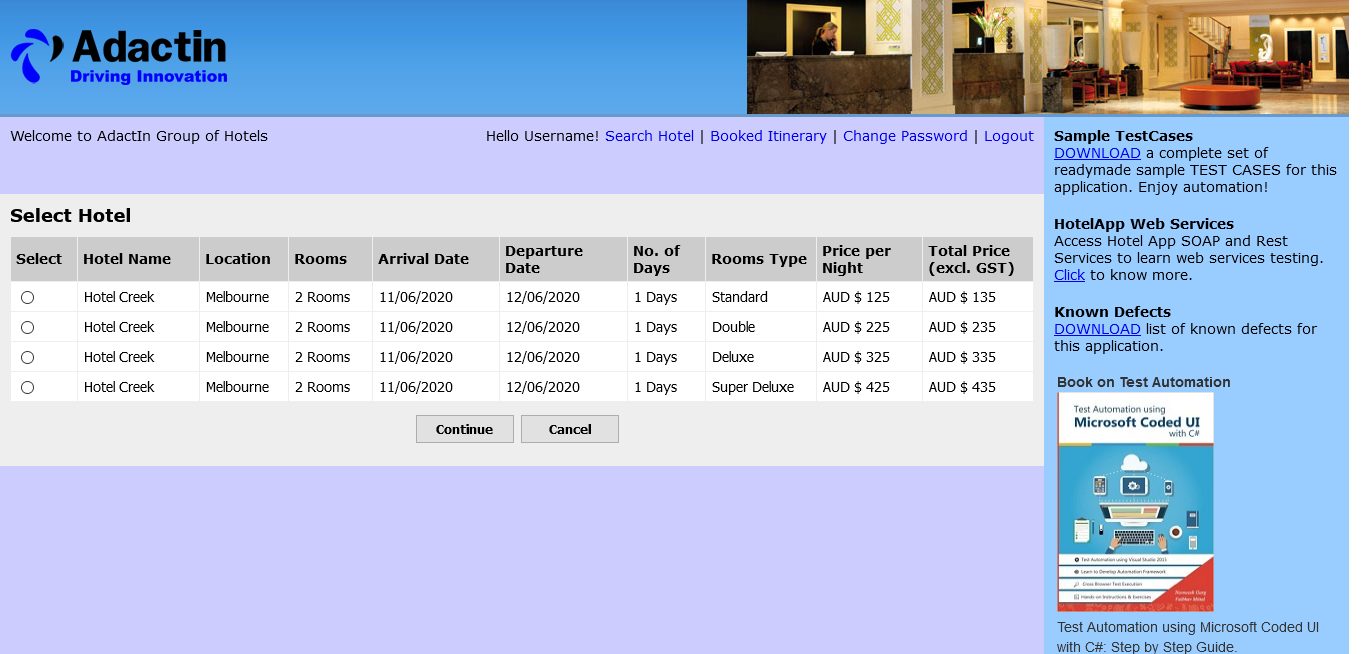 Adactin
Driving Innovation
Welcome to AdactIn Group of Hotels
Hello Username! Search Hotel | Booked Itinerary | Change Password | Logout
Select Hotel
Select Hotel Name Location Rooms Arrival Date Departure Date No. of Days Rooms Type Price per Night Total Price (excl. GST)
Hotel Creek Melbourne 2 Rooms 11/06/2020 12/06/2020 1 Days Standard AUD $ 125 AUD $ 135
Hotel Creek Melbourne 2 Rooms 11/06/2020 12/06/2020 1 Days Double AUD $ 225 AUD $ 235
Hotel Creek Melbourne 2 Rooms 11/06/2020 12/06/2020 1 Days Deluxe AUD $ 325 AUD $ 335
Hotel Creek Melbourne 2 Rooms 11/06/2020 12/06/2020 1 Days Super Deluxe AUD $ 425 AUD $ 435
Continue Cancel
Sample TestCases
DOWNLOAD a complete set of
readymade sample TEST CASES for this
application. Enjoy automation!
HotelApp Web Services
Access Hotel App SOAP and Rest
Services to learn web services testing.
Click to know more.
Known Defects
DOWNLOAD list of known defects for
this application.
Book on Test Automation
Test Automation using
Microsoft Coded UI
with C#
Test Automation using Visual Studio 2013
Learn to Develop Automation Framework
Cross Browser Test Execution
Hands-on Instructions & Exercises
Navneesh Garg
Vaibhav Mittal
Test Automation using Microsoft Coded UI
with C#: Step by Step Guide.